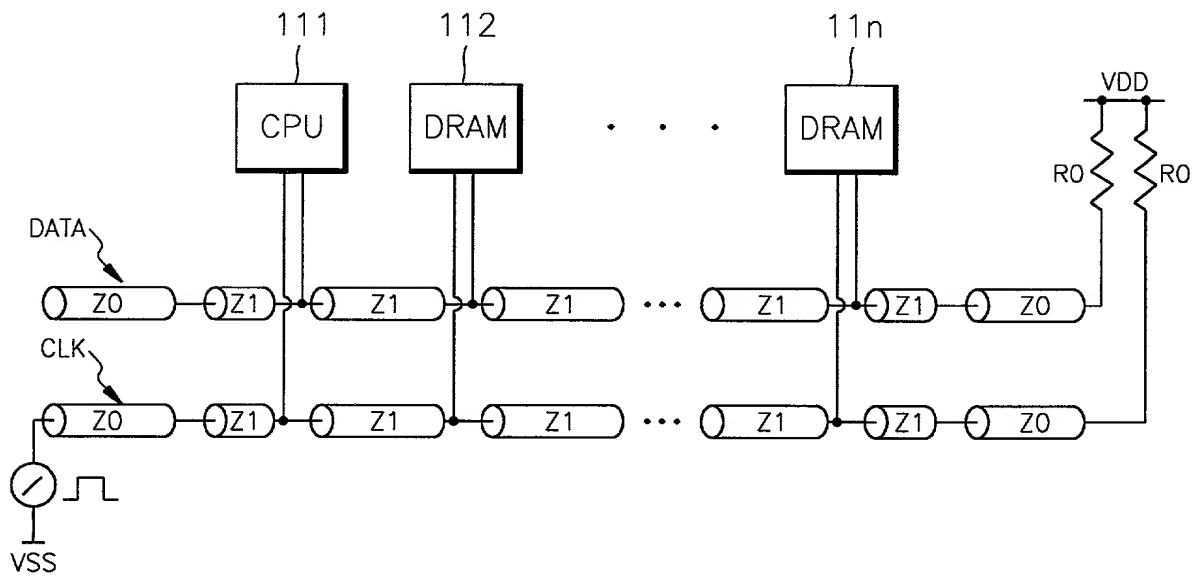 111 112 11n
CPU DRAM DRAM
VDD
R0 R0
DATA
Z0 Z1 Z1 Z1 Z1 Z1 Z0
CLK
Z0 Z1 Z1 Z1 Z1 Z1 Z0
VSS